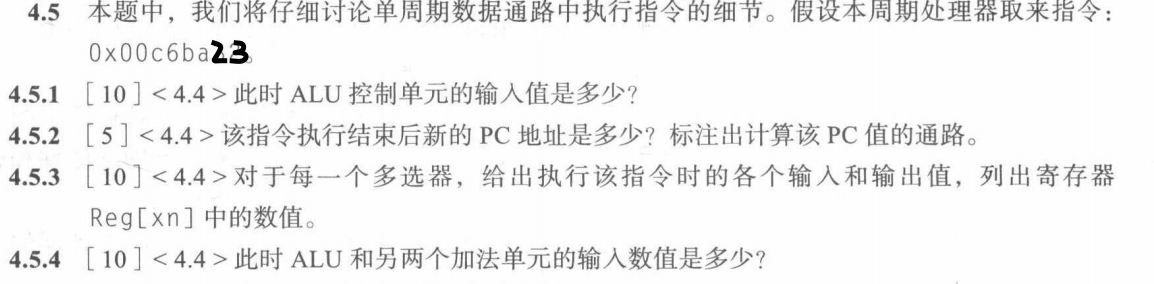 4.5 本题中，我们将仔细讨论单周期数据通路中执行指令的细节。假设本周期处理器取来指令：
0x00c6ba23。
4.5.1 ［10］<4.4>此时 ALU 控制单元的输入值是多少？
4.5.2 ［5］<4.4>该指令执行结束后新的 PC 地址是多少？标注出计算该 PC 值的通路。
4.5.3 ［10］<4.4>对于每一个多选器，给出执行该指令时的各个输入和输出值，列出寄存器
Reg[xn] 中的数值。
4.5.4 ［10］<4.4>此时 ALU 和另两个加法单元的输入数值是多少？